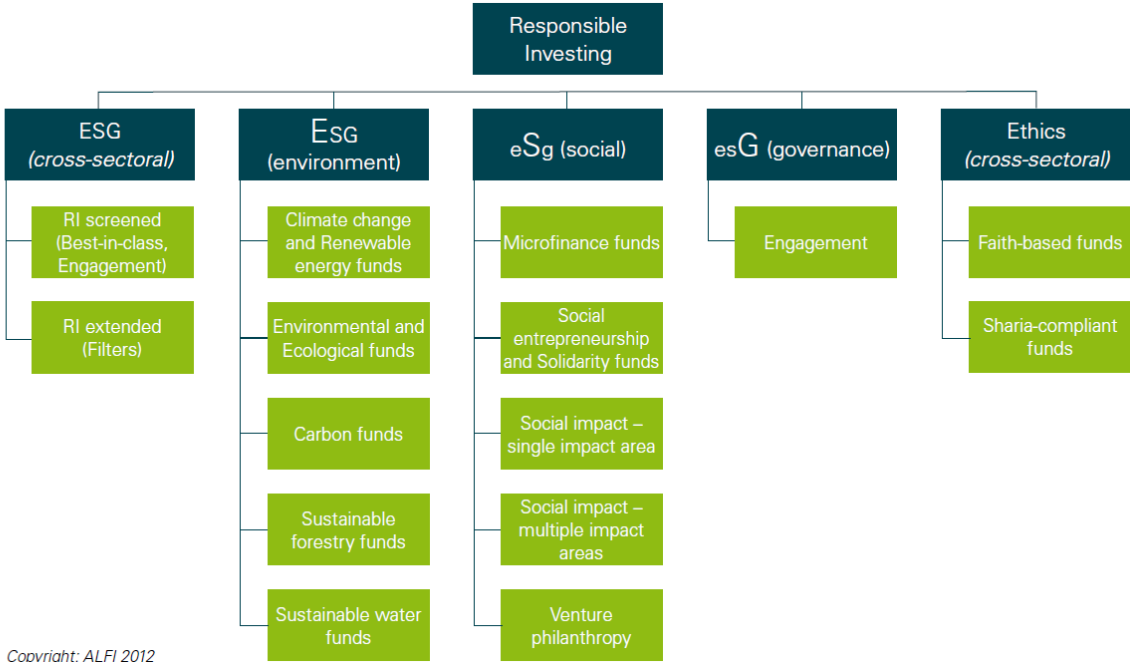 Responsible
Investing
ESG
(cross-sectoral)
RI screened
(Best-in-class,
Engagement)
RI extended
(Filters)
ESG
(environment)
Climate change
and Renewable
energy funds
Environmental and
Ecological funds
Carbon funds
Sustainable
forestry funds
Sustainable water
funds
eSg (social)
Microfinance funds
Social
entrepreneurship
and Solidarity funds
Social impact –
single impact area
Social impact –
multiple impact
areas
Venture
philanthropy
esG (governance)
Engagement
Ethics
(cross-sectoral)
Faith-based funds
Sharia-compliant
funds
Copyright: ALFI 2012